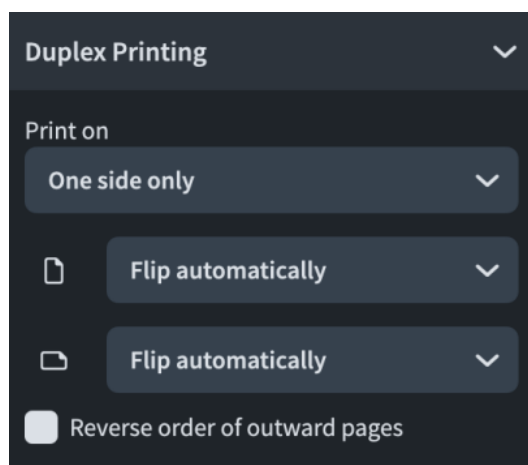 Duplex Printing
Print on
One side only
Flip automatically
Flip automatically
Reverse order of outward pages